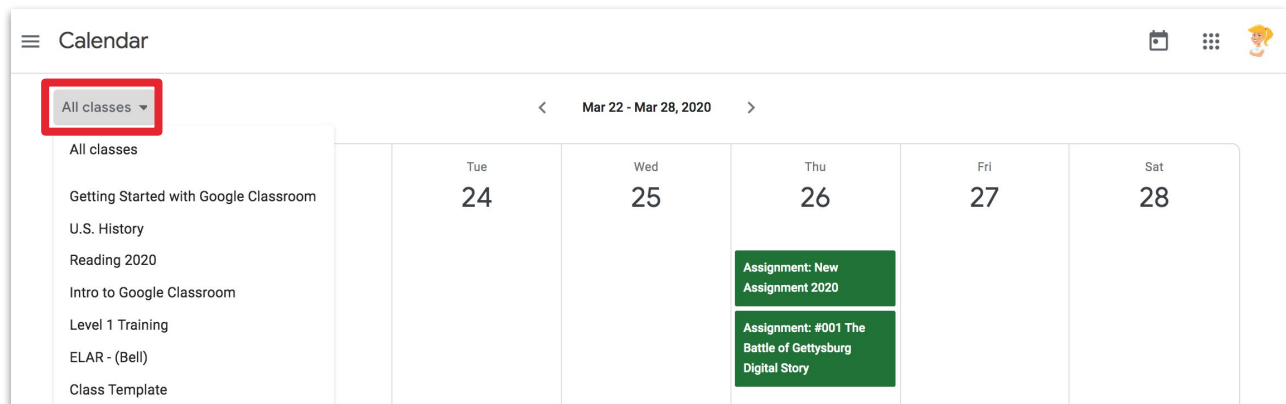 Calendar
All classes
Mar 22 - Mar 28, 2020
All classes
Getting Started with Google Classroom
U.S. History
Reading 2020
Intro to Google Classroom
Level 1 Training
ELAR - (Bell)
Class Template
Tue
24
Wed
25
Thu
26
Assignment: New
Assignment 2020
Assignment: #001 The
Battle of Gettysburg
Digital Story
Fri
27
Sat
28